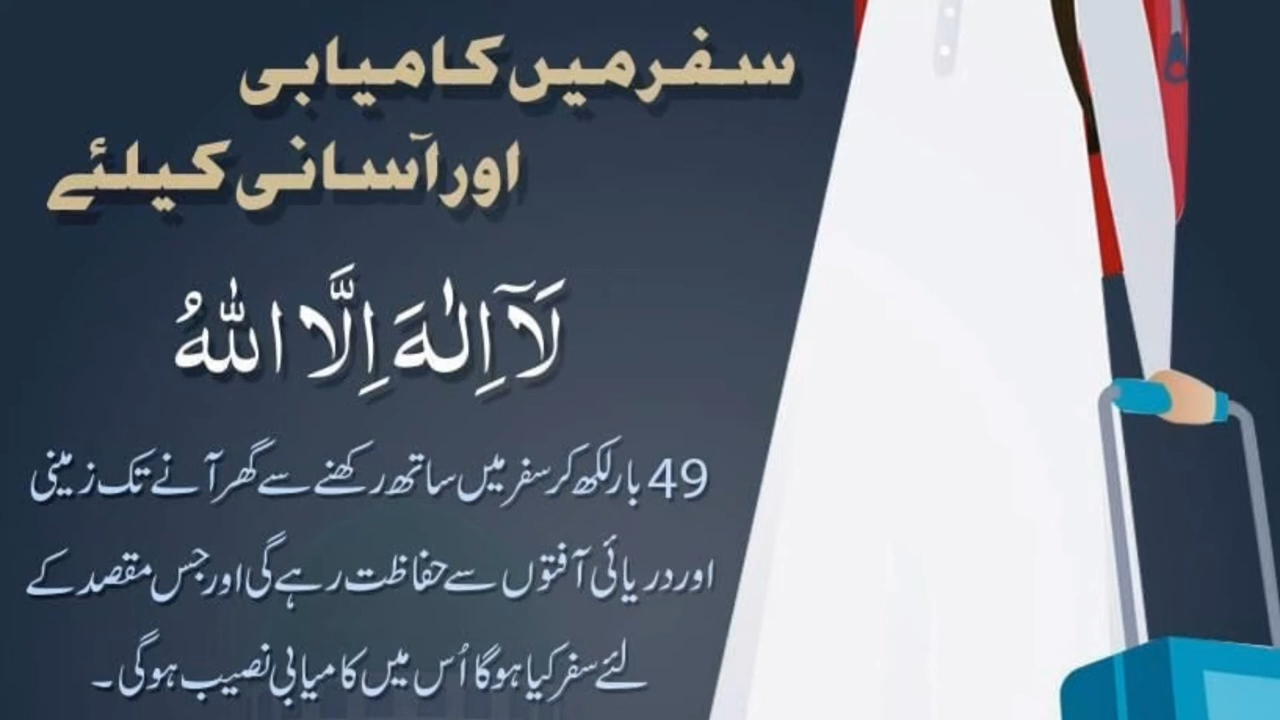 سفر میں کامیابی
اور آسانی کیلئے
لَآ اِلٰهَ اِلَّا اللّٰهُ
49 بار لکھ کر سفر میں ساتھ رکھنے سے گھر آنے تک زمینی
اور دریائی آفتوں سے حفاظت رہے گی اور جس مقصد کے
لئے سفر کیا ہوگا اُس میں کامیابی نصیب ہوگی۔